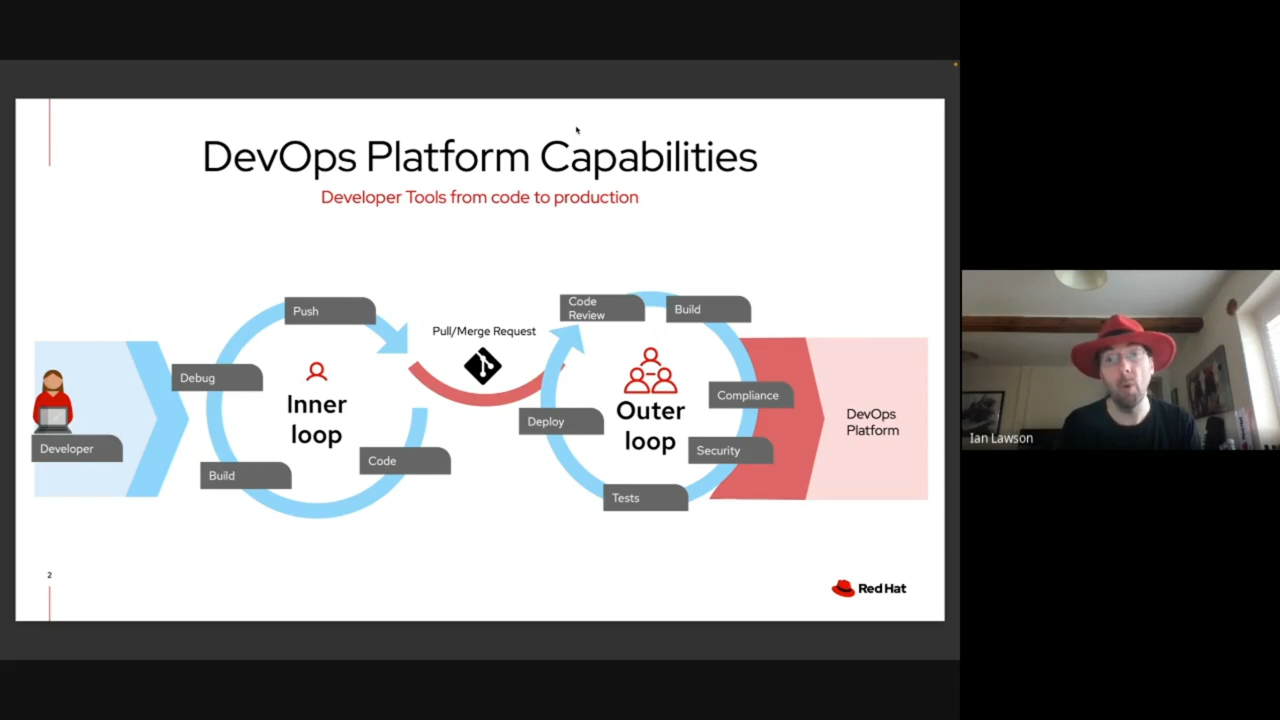 DevOps Platform Capabilities
Developer Tools from code to production
Push
Pull/Merge Request
Code
Review
Build
Debug
Inner
loop
Outer
loop
Compliance
DevOps
Platform
Deploy
Developer
Code
Security
Build
Tests
2
Red Hat
Ian Lawson